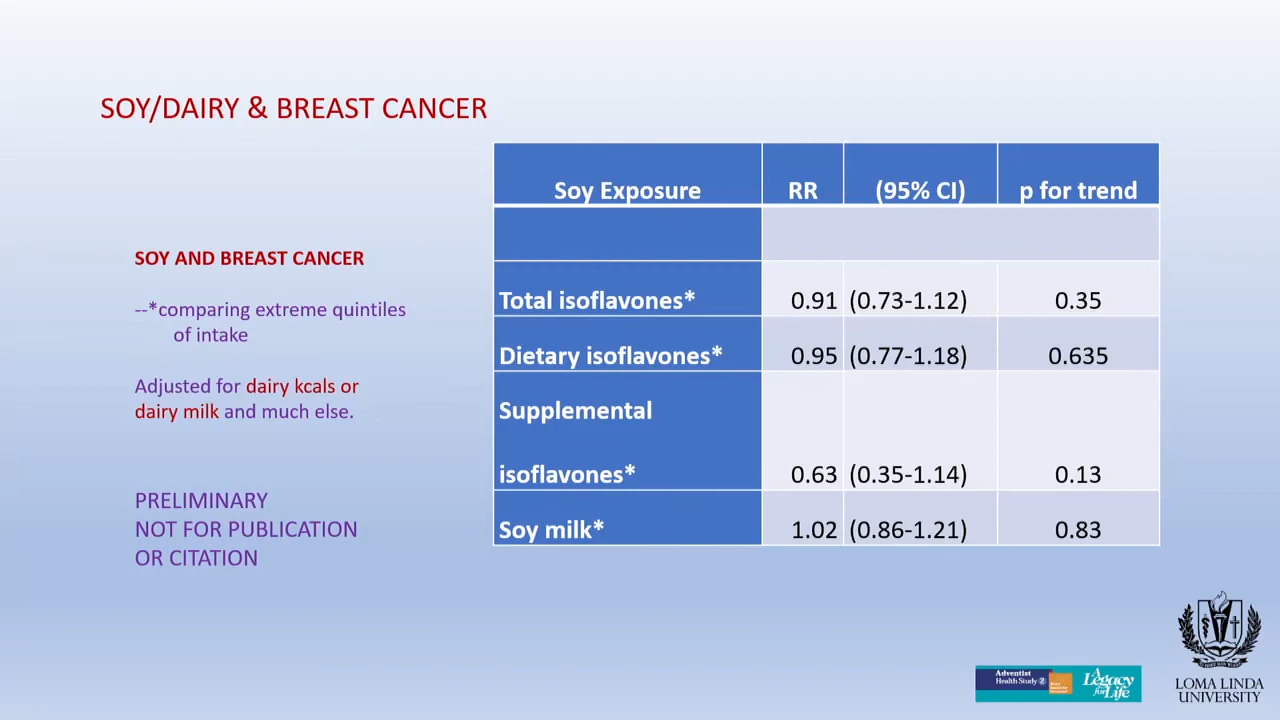 SOY/DAIRY & BREAST CANCER
SOY AND BREAST CANCER
--*comparing extreme quintiles
of intake
Adjusted for dairy kcals or
dairy milk and much else.
PRELIMINARY
NOT FOR PUBLICATION
OR CITATION
Soy Exposure RR (95% CI) p for trend
Total isoflavones* 0.91 (0.73-1.12) 0.35
Dietary isoflavones* 0.95 (0.77-1.18) 0.635
Supplemental
isoflavones* 0.63 (0.35-1.14) 0.13
Soy milk* 1.02 (0.86-1.21) 0.83
Adventist
Health Study 2
A
Legacy
for Life
LOMA LINDA
UNIVERSITY